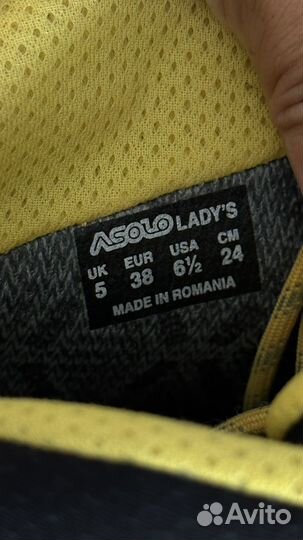 ASOLO LADY'S
UK EUR USA CM
5 38 6½ 24
MADE IN ROMANIA
Avito